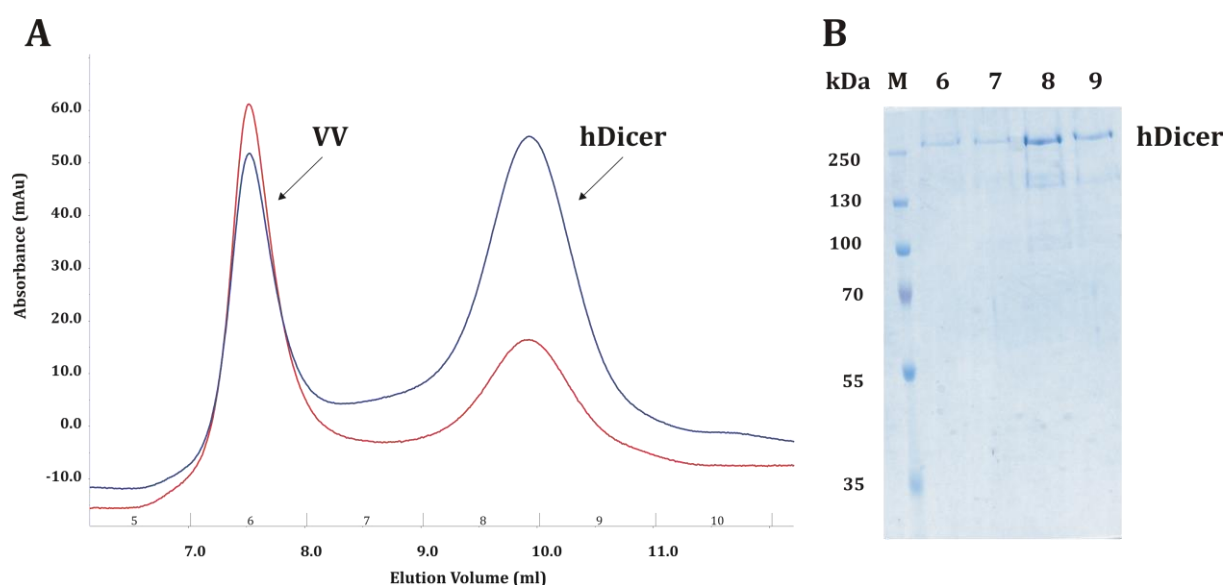 A
Absorbance (mAu)
60.0
50.0
40.0
30.0
20.0
10.0
0.0
-10.0
VV
hDicer
5 6 7 8 9 10
7.0 8.0 9.0 10.0 11.0
Elution Volume (ml)
B
kDa M 6 7 8 9
250
130
100
70
55
35
hDicer